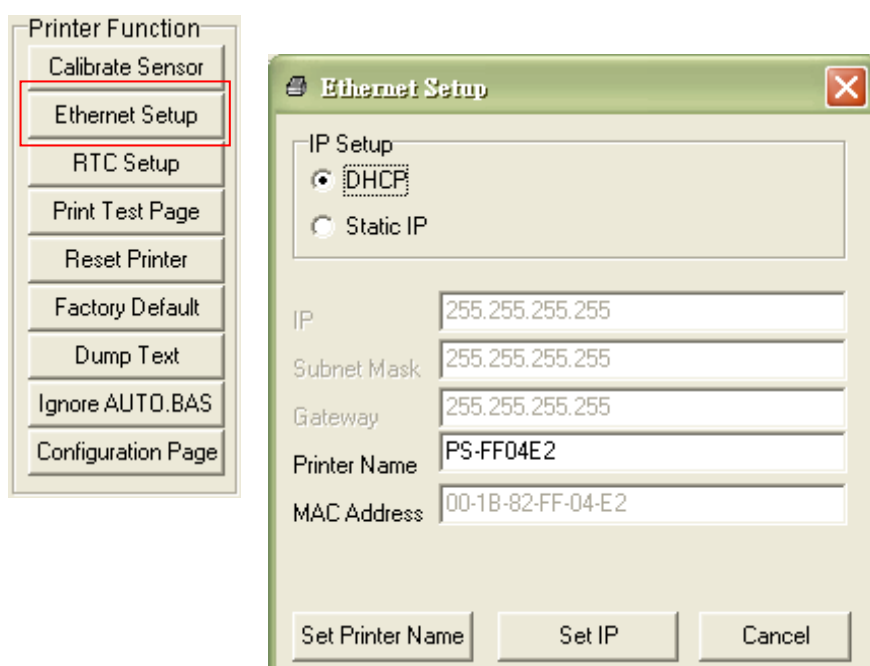 Printer Function
Calibrate Sensor
Ethernet Setup
RTC Setup
Print Test Page
Reset Printer
Factory Default
Dump Text
Ignore AUTO.BAS
Configuration Page
Ethernet Setup
IP Setup
DHCP
Static IP
IP 255.255.255.255
Subnet Mask 255.255.255.255
Gateway 255.255.255.255
Printer Name PS-FF04E2
MAC Address 00-1B-82-FF-04-E2
Set Printer Name Set IP Cancel